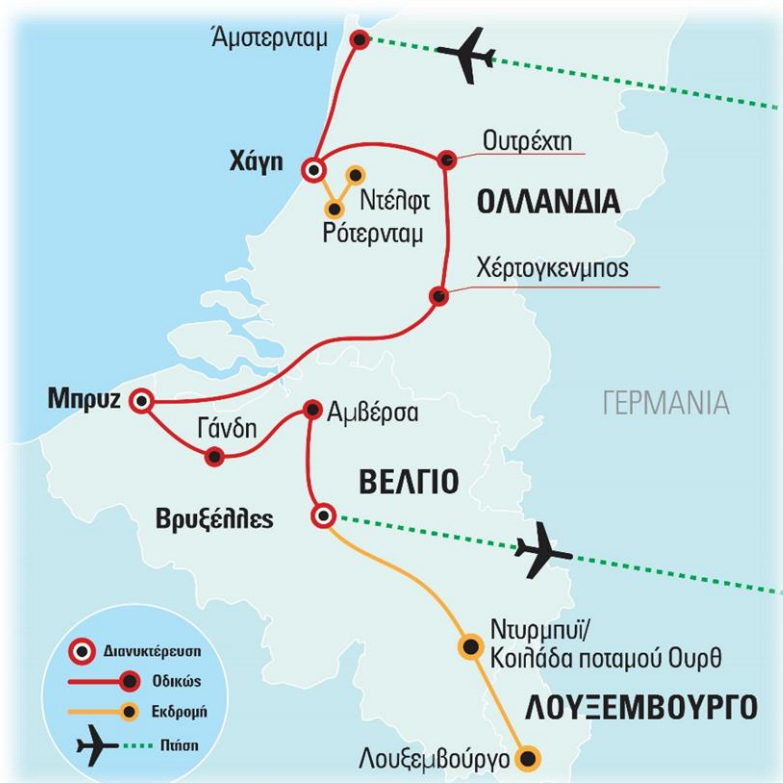 Άμστερνταμ
Ουτρέχτη
Χάγη
Ντέλφτ
ΟΛΛΑΝΔΙΑ
Ρότερνταμ
Χέρτογκενμπος
Μπρυζ
Γάνδη
Αμβέρσα
ΓΕΡΜΑΝΙΑ
ΒΕΛΓΙΟ
Βρυξέλλες
Ντυρμπυϊ/
Κοιλάδα ποταμού Ουρθ
ΛΟΥΞΕΜΒΟΥΡΓΟ
Λουξεμβούργο
Διανυκτέρευση
Οδικώς
Εκδρομή
Πτήση